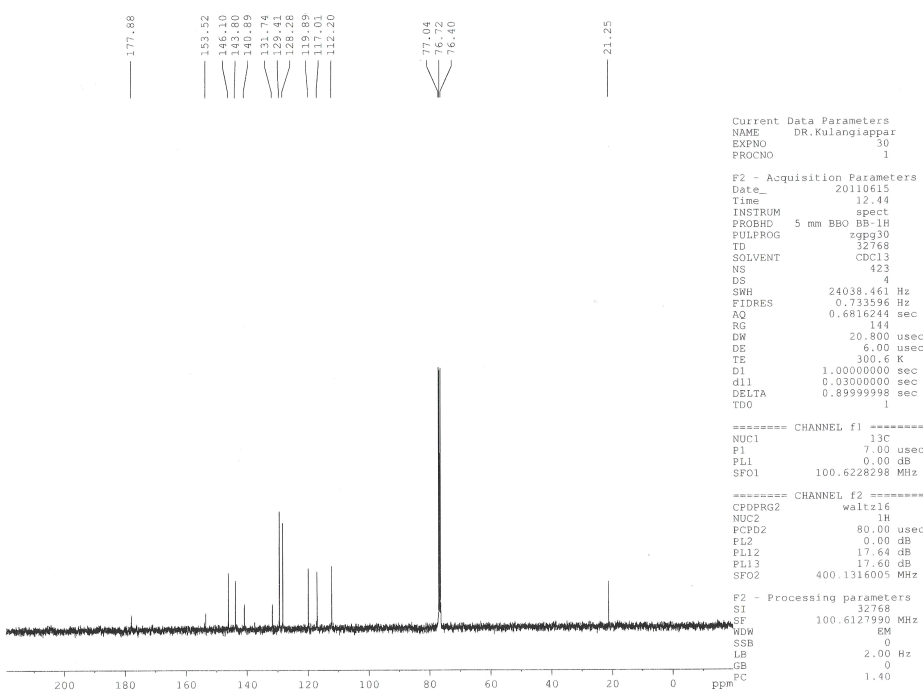 177.88
153.52
146.10
143.80
140.89
131.74
129.41
128.28
119.89
117.01
112.20
77.04
76.72
76.40
21.25
Current Data Parameters
NAME DR.Kulangiappar
EXPNO 30
PROCNO 1
F2 - Acquisition Parameters
Date_ 20110615
Time 12.44
INSTRUM spect
PROBHD 5 mm BBO BB-1H
PULPROG zgpg30
TD 32768
SOLVENT CDCl3
NS 423
DS 4
SWH 24038.461 Hz
FIDRES 0.733596 Hz
AQ 0.6816244 sec
RG 144
DW 20.800 usec
DE 6.00 usec
TE 300.6 K
D1 1.00000000 sec
d11 0.03000000 sec
DELTA 0.89999998 sec
TD0 1
======== CHANNEL f1 ========
NUC1 13C
P1 7.00 usec
PL1 0.00 dB
SFO1 100.6228298 MHz
======== CHANNEL f2 ========
CPDPRG2 waltz16
NUC2 1H
PCPD2 80.00 usec
PL2 0.00 dB
PL12 17.64 dB
PL13 17.60 dB
SFO2 400.1316005 MHz
F2 - Processing parameters
SI 32768
SF 100.6127990 MHz
WDW EM
SSB 0
LB 2.00 Hz
GB 0
PC 1.40
200 180 160 140 120 100 80 60 40 20 0 ppm